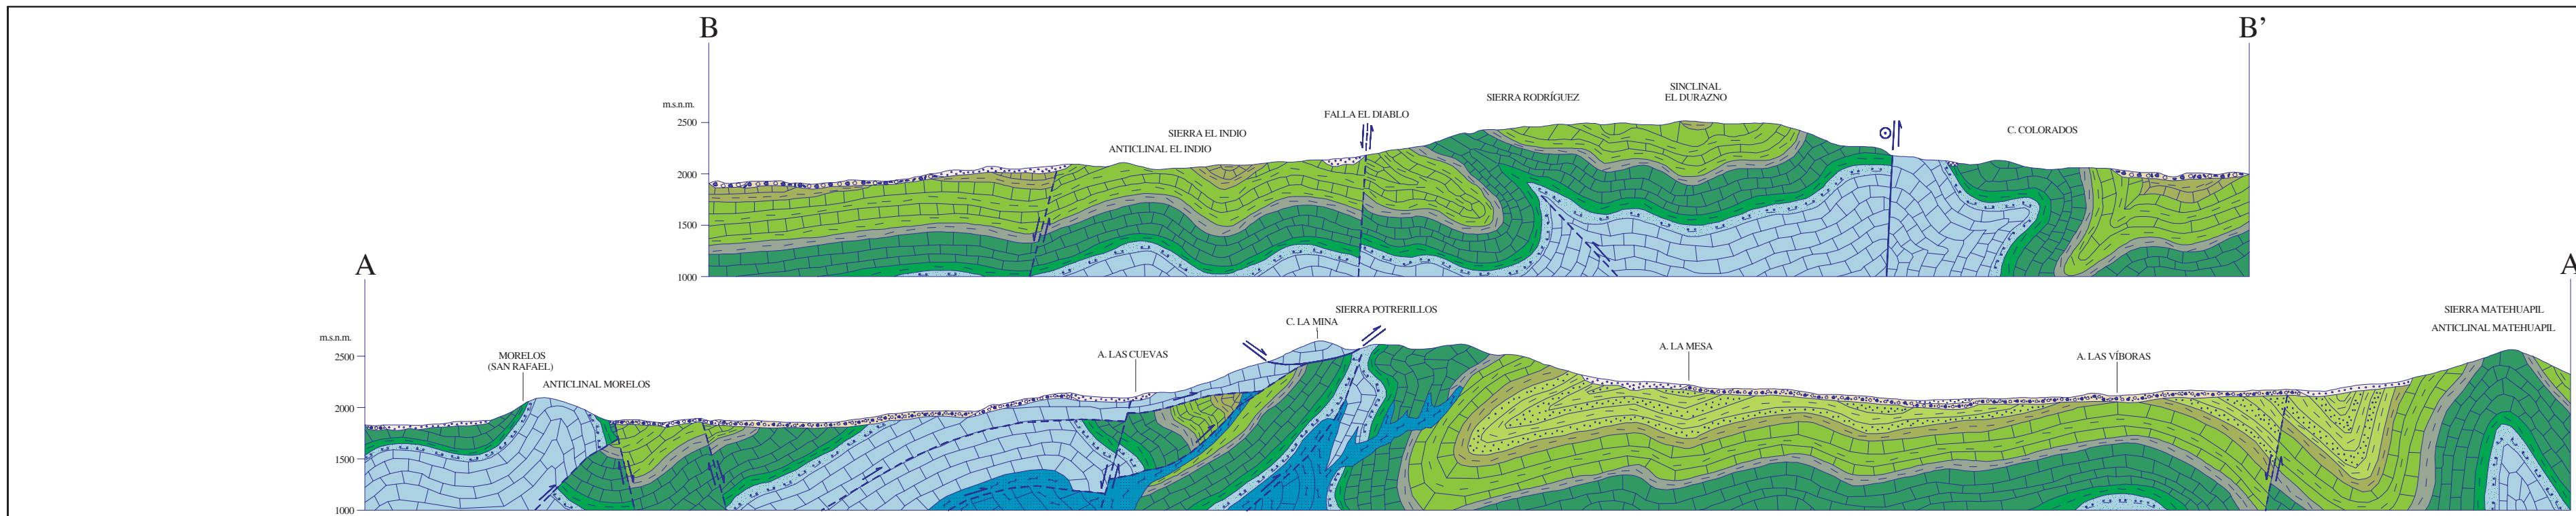 B
B’
m.s.n.m.
2500
2000
1500
1000
ANTICLINAL EL INDIO
SIERRA EL INDIO
FALLA EL DIABLO
SIERRA RODRÍGUEZ
SINCLINAL
EL DURAZNO
C. COLORADOS
A
A
m.s.n.m.
2500
2000
1500
1000
MORELOS
(SAN RAFAEL)
ANTICLINAL MORELOS
A. LAS CUEVAS
C. LA MINA
SIERRA POTRERILLOS
A. LA MESA
A. LAS VÍBORAS
SIERRA MATEHUAPIL
ANTICLINAL MATEHUAPIL